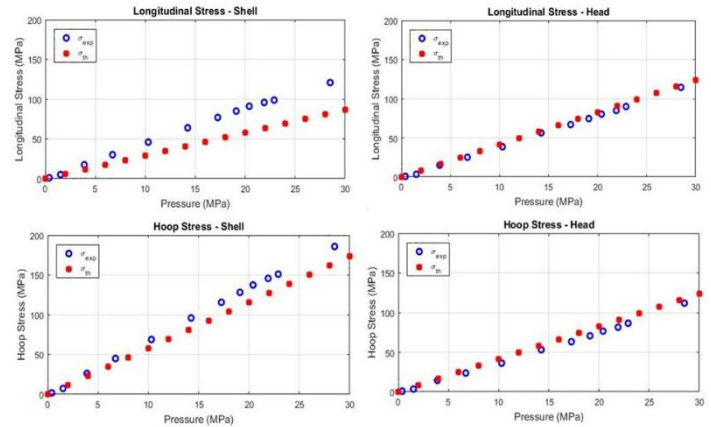 Longitudinal Stress - Shell
200
150
100
50
0
0 5 10 15 20 25 30
Longitudinal Stress (MPa)
Pressure (MPa)
σexp
σth
Longitudinal Stress - Head
200
150
100
50
0
0 5 10 15 20 25 30
Longitudinal Stress (MPa)
Pressure (MPa)
σexp
σth
Hoop Stress - Shell
200
150
100
50
0
0 5 10 15 20 25 30
Hoop Stress (MPa)
Pressure (MPa)
σexp
σth
Hoop Stress - Head
200
150
100
50
0
0 5 10 15 20 25 30
Hoop Stress (MPa)
Pressure (MPa)
σexp
σth